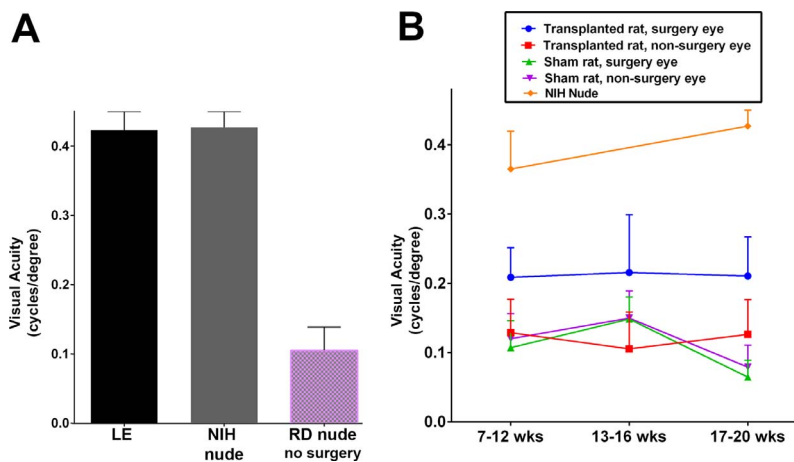 A
Visual Acuity
(cycles/degree)
0.4
0.3
0.2
0.1
0.0
LE
NIH
nude
RD nude
no surgery
B
Transplanted rat, surgery eye
Transplanted rat, non-surgery eye
Sham rat, surgery eye
Sham rat, non-surgery eye
NIH Nude
Visual Acuity
(cycles/degree)
0.4
0.3
0.2
0.1
0.0
7-12 wks
13-16 wks
17-20 wks